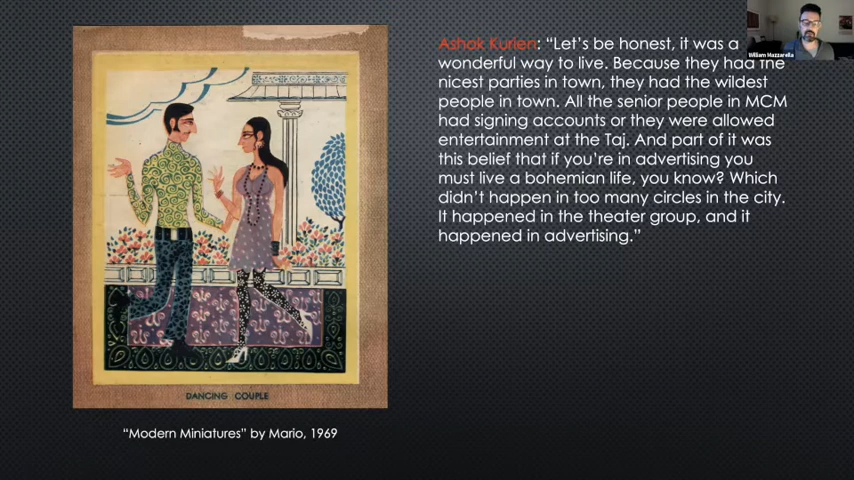 DANCING COUPLE
“Modern Miniatures” by Mario, 1969
Ashok Kurien: “Let’s be honest, it was a
wonderful way to live. Because they had the
nicest parties in town, they had the wildest
people in town. All the senior people in MCM
had signing accounts or they were allowed
entertainment at the Taj. And part of it was
this belief that if you’re in advertising you
must live a bohemian life, you know? Which
didn’t happen in too many circles in the city.
It happened in the theater group, and it
happened in advertising.”
William Mazzarella